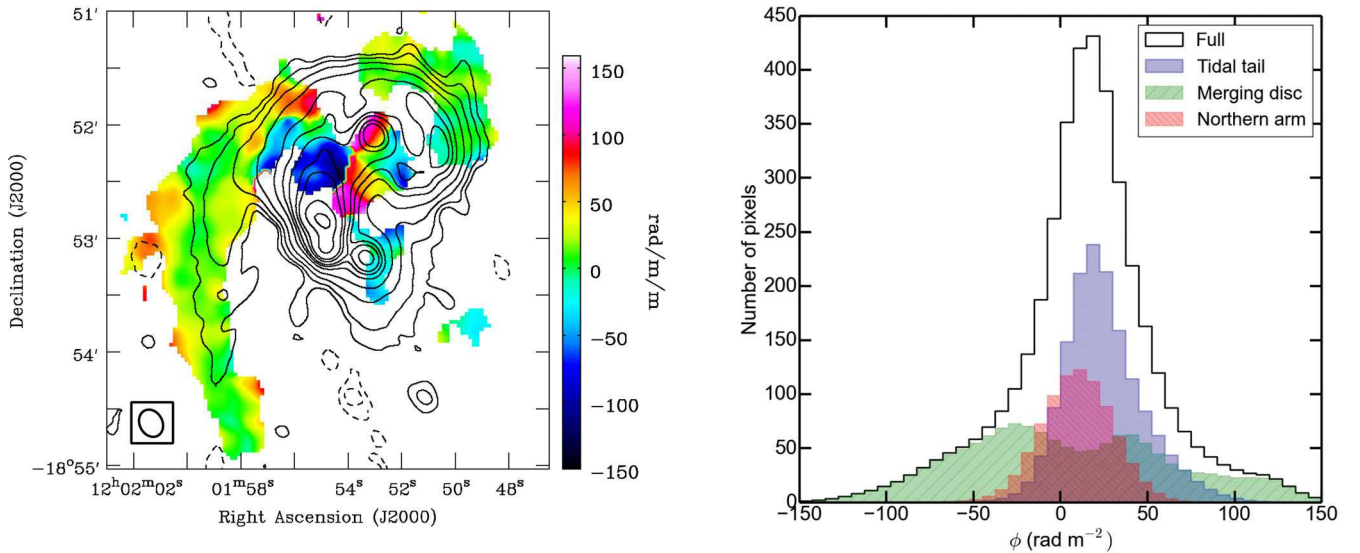 51′
52′
53′
54′
−18°55′
Declination (J2000)
12ʰ02ᵐ02ˢ 01ᵐ58ˢ 54ˢ 52ˢ 50ˢ 48ˢ
Right Ascension (J2000)
150
100
50
0
−50
−100
−150
rad/m/m
450
400
350
300
250
200
150
100
50
0
Number of pixels
Full
Tidal tail
Merging disc
Northern arm
−150 −100 −50 0 50 100 150
ϕ (rad m⁻²)